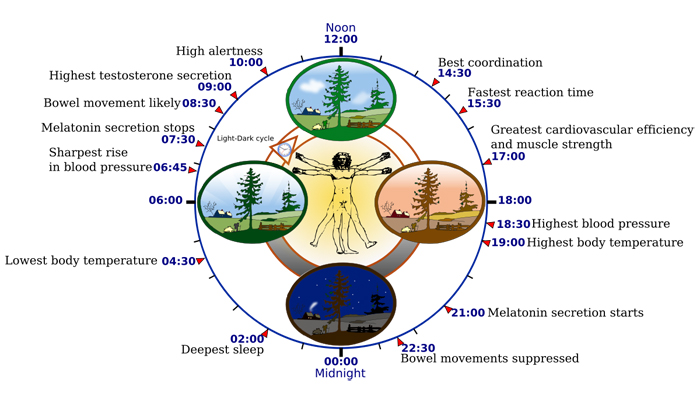 Noon
12:00
High alertness
10:00
Highest testosterone secretion
09:00
Bowel movement likely 08:30
Melatonin secretion stops
07:30
Sharpest rise
in blood pressure 06:45
06:00
Lowest body temperature 04:30
02:00
Deepest sleep
Light-Dark cycle
Best coordination
14:30
Fastest reaction time
15:30
Greatest cardiovascular efficiency
and muscle strength
17:00
18:00
18:30 Highest blood pressure
19:00 Highest body temperature
21:00 Melatonin secretion starts
22:30
Bowel movements suppressed
00:00
Midnight